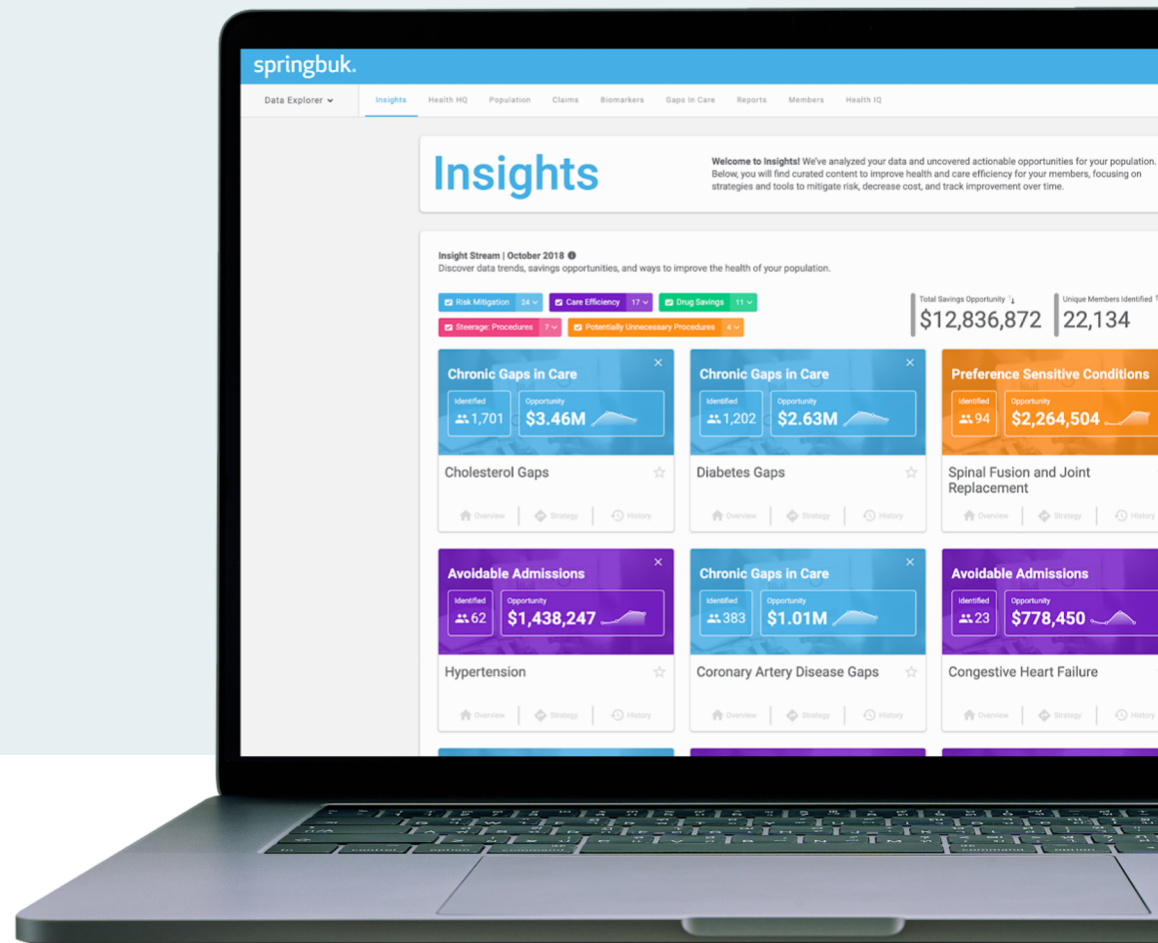 springbuk.
Data Explorer
Insights
Health HQ
Population
Claims
Biomarkers
Gaps In Care
Reports
Members
Health IQ
Insights
Welcome to Insights! We've analyzed your data and uncovered actionable opportunities for your population.
Below, you will find curated content to improve health and care efficiency for your members, focusing on
strategies and tools to mitigate risk, decrease cost, and track improvement over time.
Insight Stream | October 2018
Discover data trends, savings opportunities, and ways to improve the health of your population.
Risk Mitigation 24
Care Efficiency 17
Drug Savings 11
Steerage: Procedures 7
Potentially Unnecessary Procedures 4
Total Savings Opportunity
$12,836,872
Unique Members Identified
22,134
Chronic Gaps in Care
Identified
1,701
Opportunity
$3.46M
Cholesterol Gaps
Overview
Strategy
History
Chronic Gaps in Care
Identified
1,202
Opportunity
$2.63M
Diabetes Gaps
Overview
Strategy
History
Preference Sensitive Conditions
Identified
94
Opportunity
$2,264,504
Spinal Fusion and Joint
Replacement
Overview
Strategy
History
Avoidable Admissions
Identified
62
Opportunity
$1,438,247
Hypertension
Overview
Strategy
History
Chronic Gaps in Care
Identified
383
Opportunity
$1.01M
Coronary Artery Disease Gaps
Overview
Strategy
History
Avoidable Admissions
Identified
23
Opportunity
$778,450
Congestive Heart Failure
Overview
Strategy
History
control
option
command
command
option